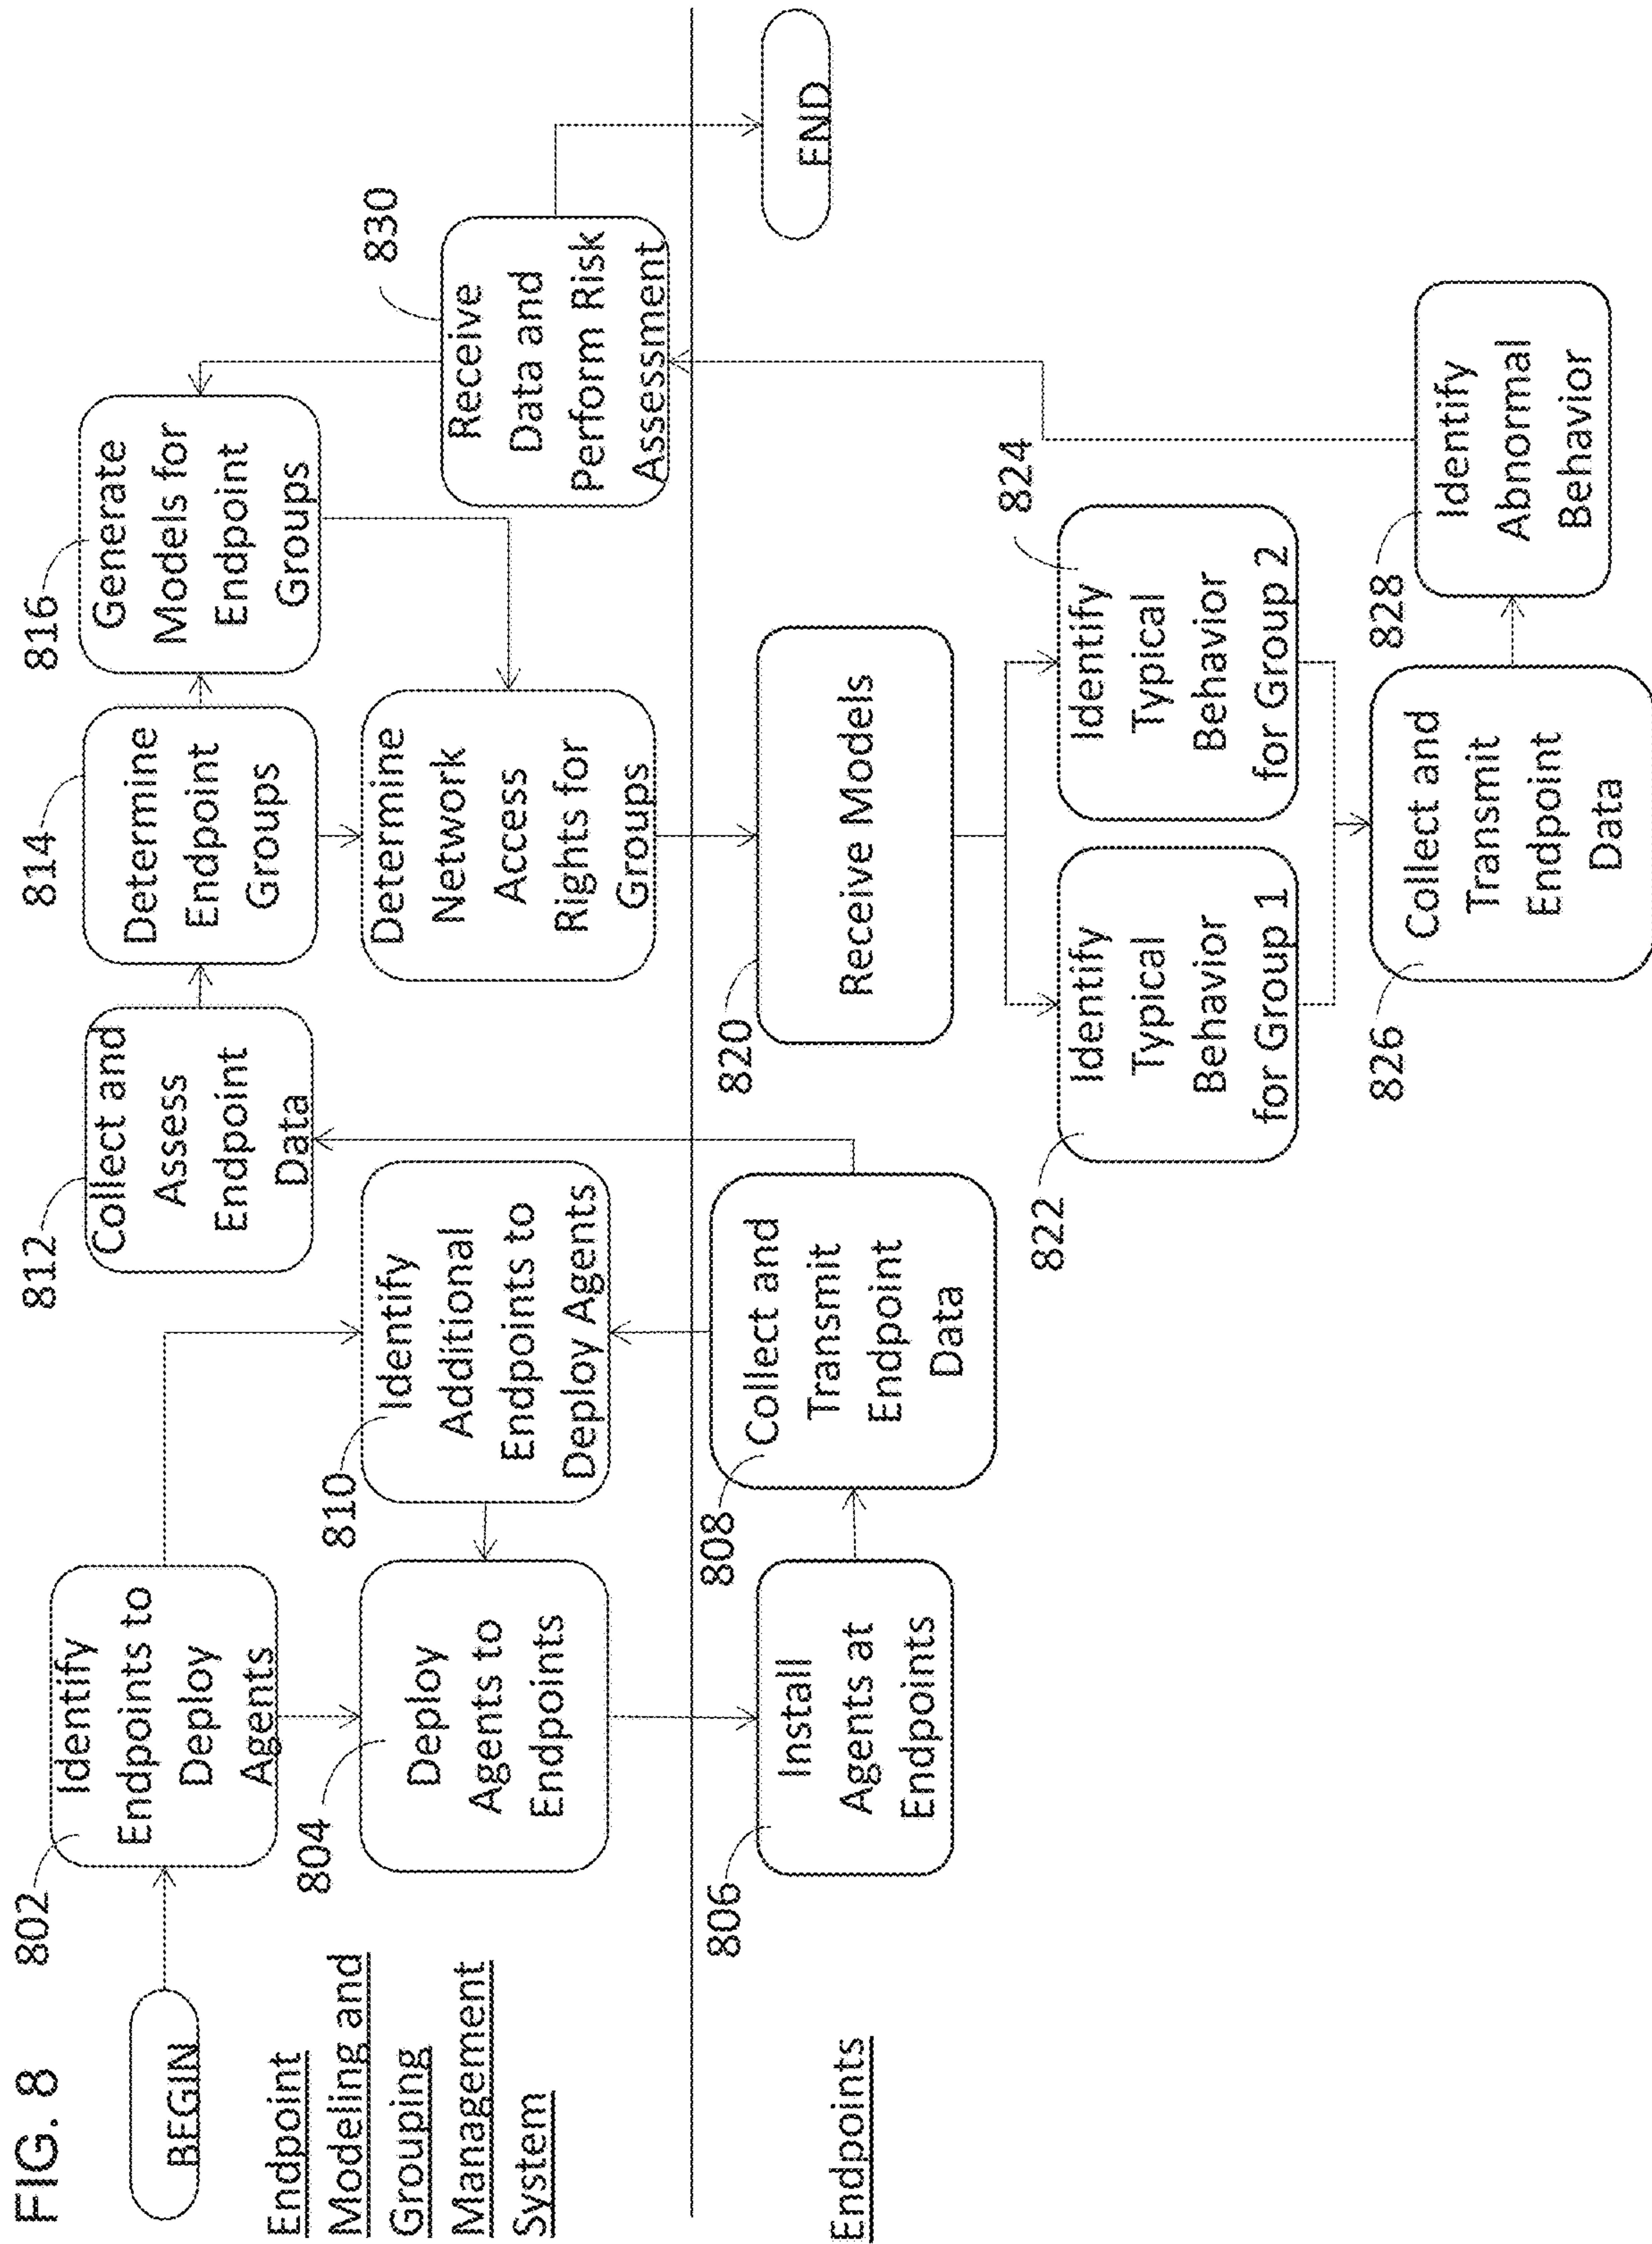 FIG. 8
BEGIN
802
Identify
Endpoints to
Deploy
Agents
804
Deploy
Agents to
Endpoints
810
Identify
Additional
Endpoints to
Deploy Agents
812
Collect and
Assess
Endpoint
Data
814
Determine
Endpoint
Groups
816
Generate
Models for
Endpoint
Groups
Determine
Network
Access
Rights for
Groups
830
Receive
Data and
Perform Risk
Assessment
Endpoint
Modeling and
Grouping
Management
System
Endpoints
806
Install
Agents at
Endpoints
808
Collect and
Transmit
Endpoint
Data
820
Receive Models
END
822
Identify
Typical
Behavior
for Group 1
824
Identify
Typical
Behavior
for Group 2
826
Collect and
Transmit
Endpoint
Data
828
Identify
Abnormal
Behavior